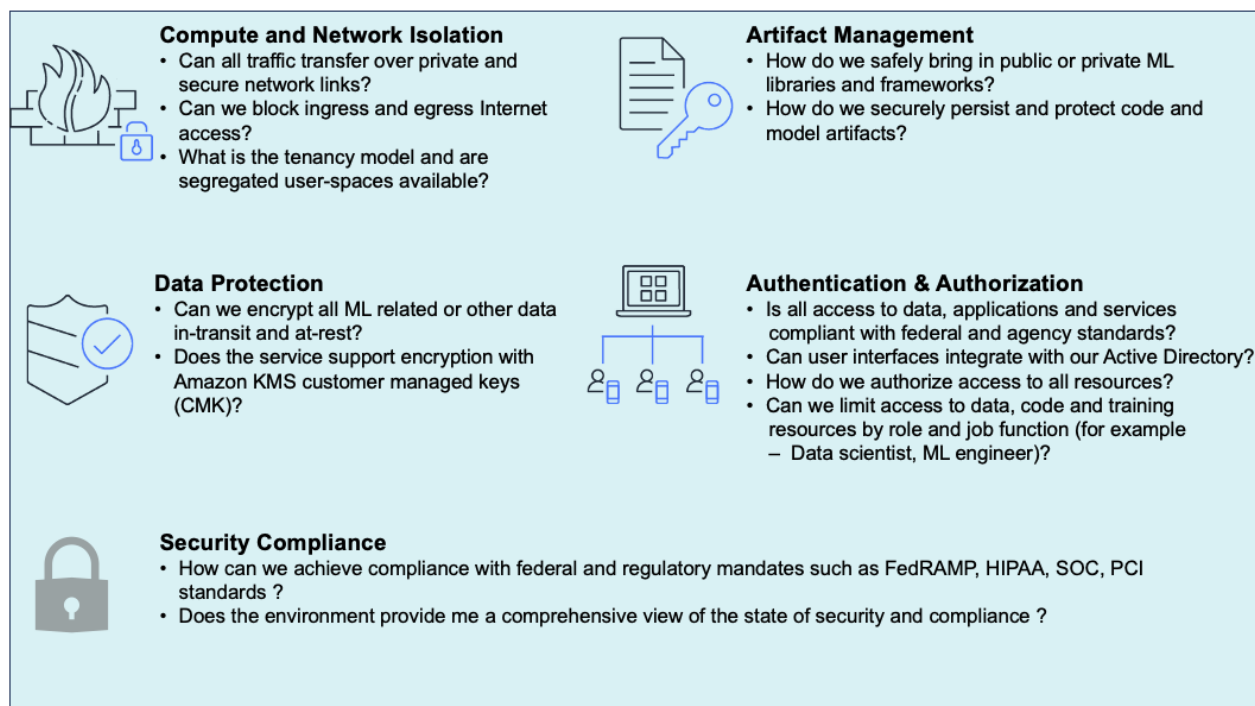 Compute and Network Isolation
• Can all traffic transfer over private and
secure network links?
• Can we block ingress and egress Internet
access?
• What is the tenancy model and are
segregated user-spaces available?
Artifact Management
• How do we safely bring in public or private ML
libraries and frameworks?
• How do we securely persist and protect code and
model artifacts?
Data Protection
• Can we encrypt all ML related or other data
in-transit and at-rest?
• Does the service support encryption with
Amazon KMS customer managed keys
(CMK)?
Authentication & Authorization
• Is all access to data, applications and services
compliant with federal and agency standards?
• Can user interfaces integrate with our Active Directory?
• How do we authorize access to all resources?
• Can we limit access to data, code and training
resources by role and job function (for example
– Data scientist, ML engineer)?
Security Compliance
• How can we achieve compliance with federal and regulatory mandates such as FedRAMP, HIPAA, SOC, PCI
standards ?
• Does the environment provide me a comprehensive view of the state of security and compliance ?